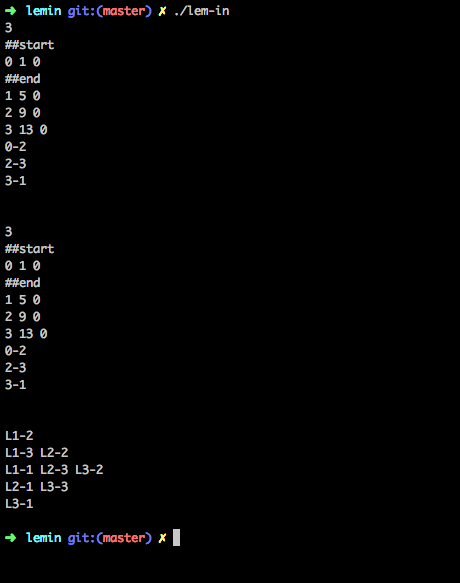 ➜ lemin git:(master) ✗ ./lem-in
3
##start
0 1 0
##end
1 5 0
2 9 0
3 13 0
0-2
2-3
3-1
3
##start
0 1 0
##end
1 5 0
2 9 0
3 13 0
0-2
2-3
3-1
L1-2
L1-3 L2-2
L1-1 L2-3 L3-2
L2-1 L3-3
L3-1
➜ lemin git:(master) ✗